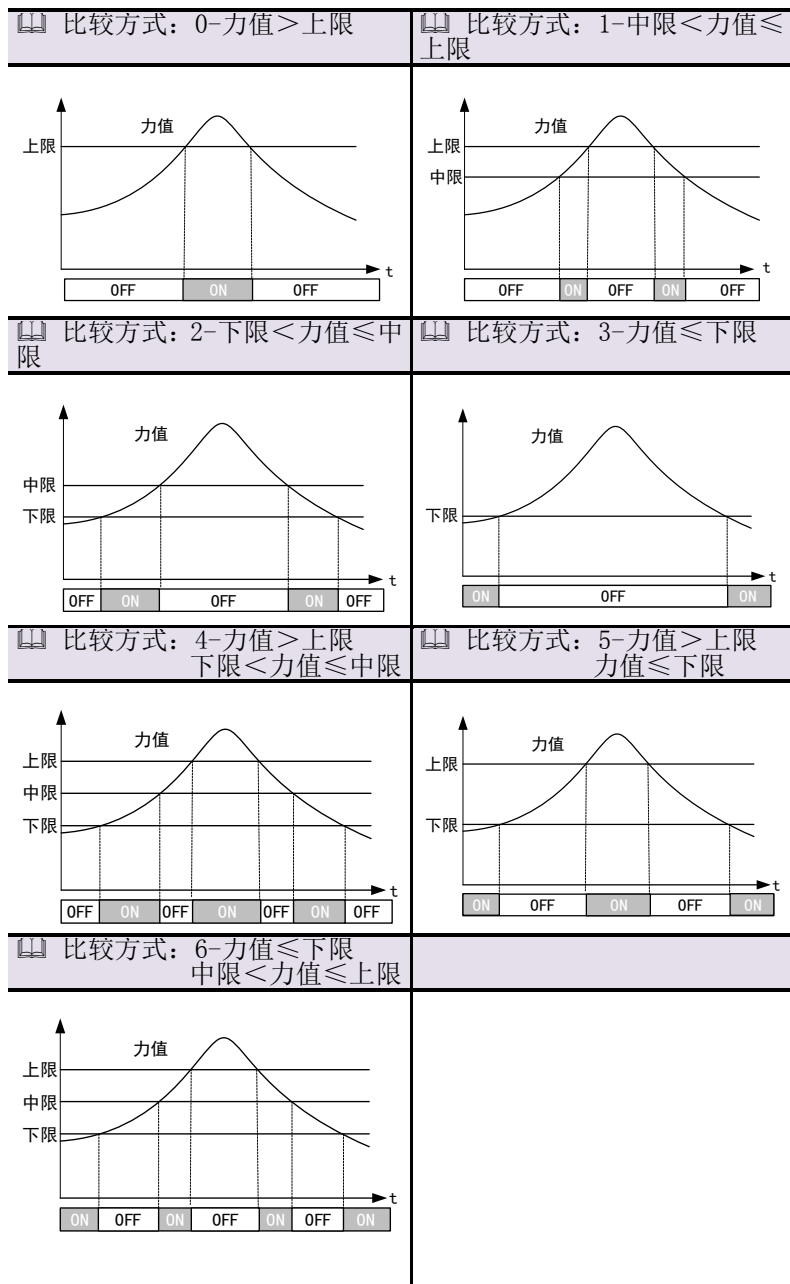 比较方式：0-力值＞上限
比较方式：1-中限＜力值≤
上限
力值
上限
t
OFF ON OFF
力值
上限
中限
t
OFF ON OFF ON OFF
比较方式：2-下限＜力值≤中
限
比较方式：3-力值≤下限
力值
中限
下限
t
OFF ON OFF ON OFF
力值
下限
t
ON OFF ON
比较方式：4-力值＞上限
下限＜力值≤中限
比较方式：5-力值＞上限
力值≤下限
力值
上限
中限
下限
t
OFF ON OFF ON OFF ON OFF
力值
上限
下限
t
ON OFF ON OFF ON
比较方式：6-力值≤下限
中限＜力值≤上限
力值
上限
中限
下限
t
ON OFF ON OFF ON OFF ON